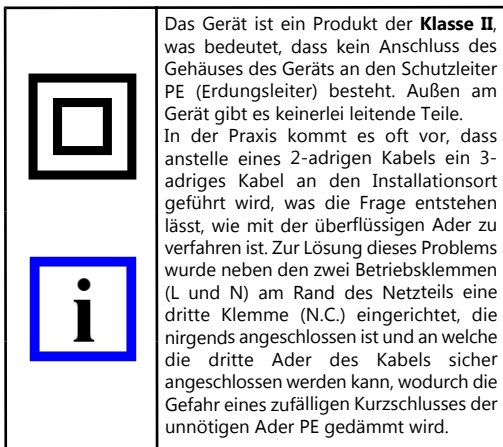 Das Gerät ist ein Produkt der Klasse II,
was bedeutet, dass kein Anschluss des
Gehäuses des Geräts an den Schutzleiter
PE (Erdungsleiter) besteht. Außen am
Gerät gibt es keinerlei leitende Teile.
In der Praxis kommt es oft vor, dass
anstelle eines 2-adrigen Kabels ein 3-
adriges Kabel an den Installationsort
geführt wird, was die Frage entstehen
lässt, wie mit der überflüssigen Ader zu
verfahren ist. Zur Lösung dieses Problems
wurde neben den zwei Betriebsklemmen
(L und N) am Rand des Netzteils eine
dritte Klemme (N.C.) eingerichtet, die
nirgends angeschlossen ist und an welche
die dritte Ader des Kabels sicher
angeschlossen werden kann, wodurch die
Gefahr eines zufälligen Kurzschlusses der
unnötigen Ader PE gedämmt wird.
i